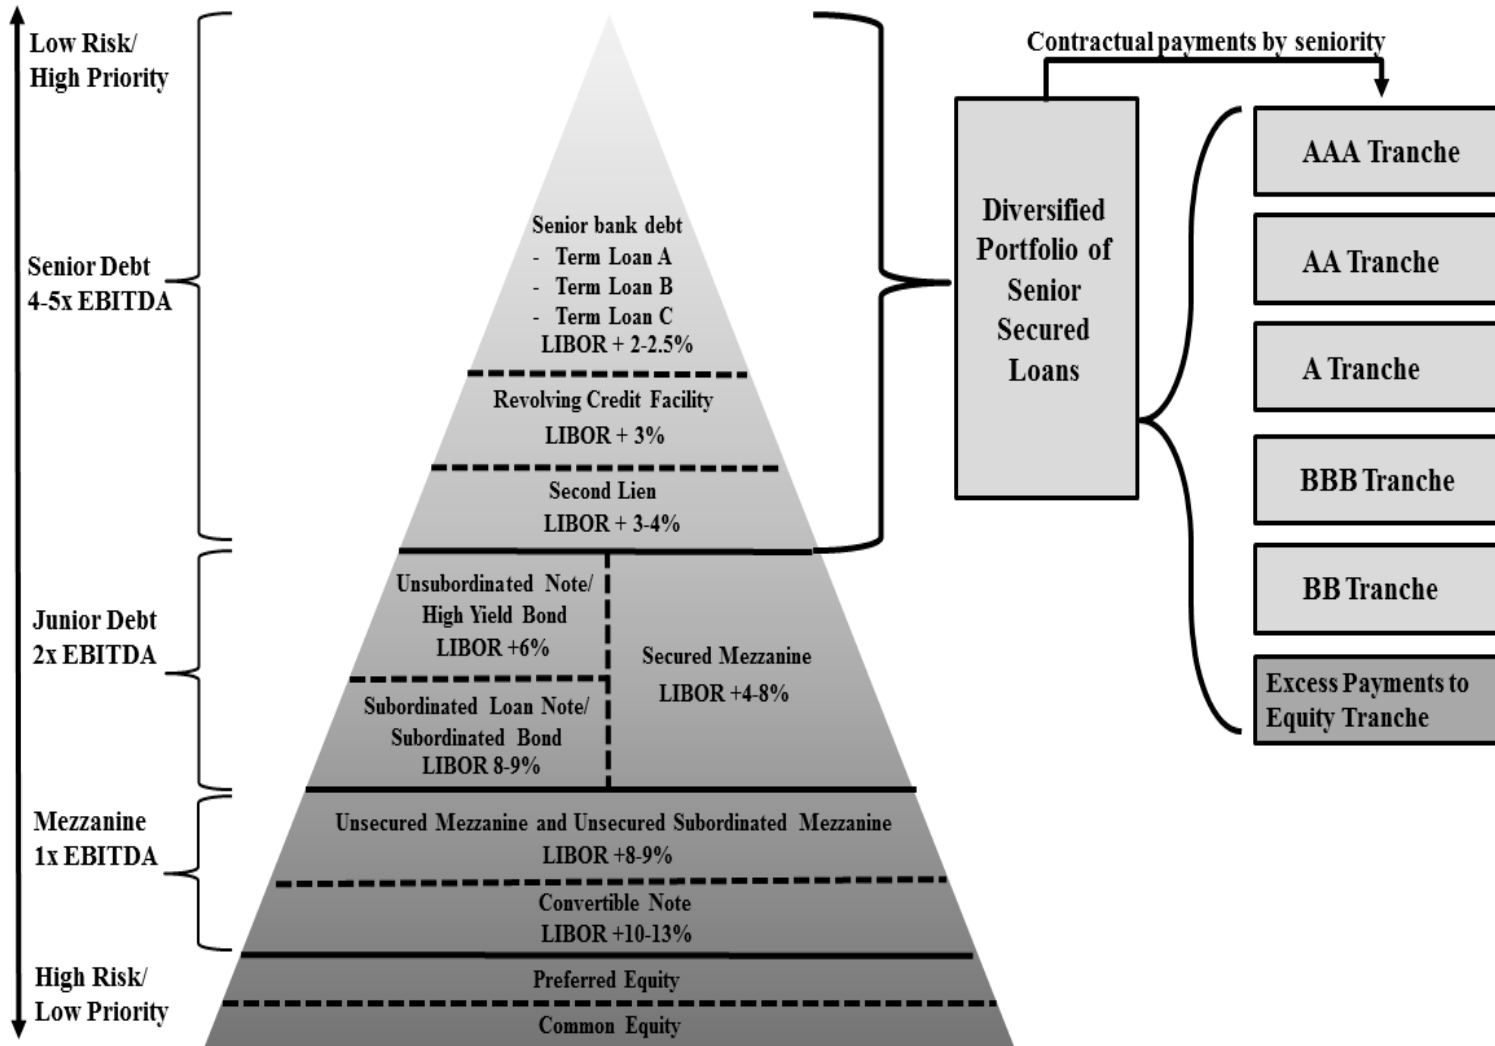 Low Risk/
High Priority
Senior Debt
4-5x EBITDA
Junior Debt
2x EBITDA
Mezzanine
1x EBITDA
High Risk/
Low Priority
Senior bank debt
- Term Loan A
- Term Loan B
- Term Loan C
LIBOR + 2-2.5%
Revolving Credit Facility
LIBOR + 3%
Second Lien
LIBOR + 3-4%
Unsubordinated Note/
High Yield Bond
LIBOR +6%
Subordinated Loan Note/
Subordinated Bond
LIBOR 8-9%
Secured Mezzanine
LIBOR +4-8%
Unsecured Mezzanine and Unsecured Subordinated Mezzanine
LIBOR +8-9%
Convertible Note
LIBOR +10-13%
Preferred Equity
Common Equity
Contractual payments by seniority
Diversified
Portfolio of
Senior
Secured
Loans
AAA Tranche
AA Tranche
A Tranche
BBB Tranche
BB Tranche
Excess Payments to
Equity Tranche